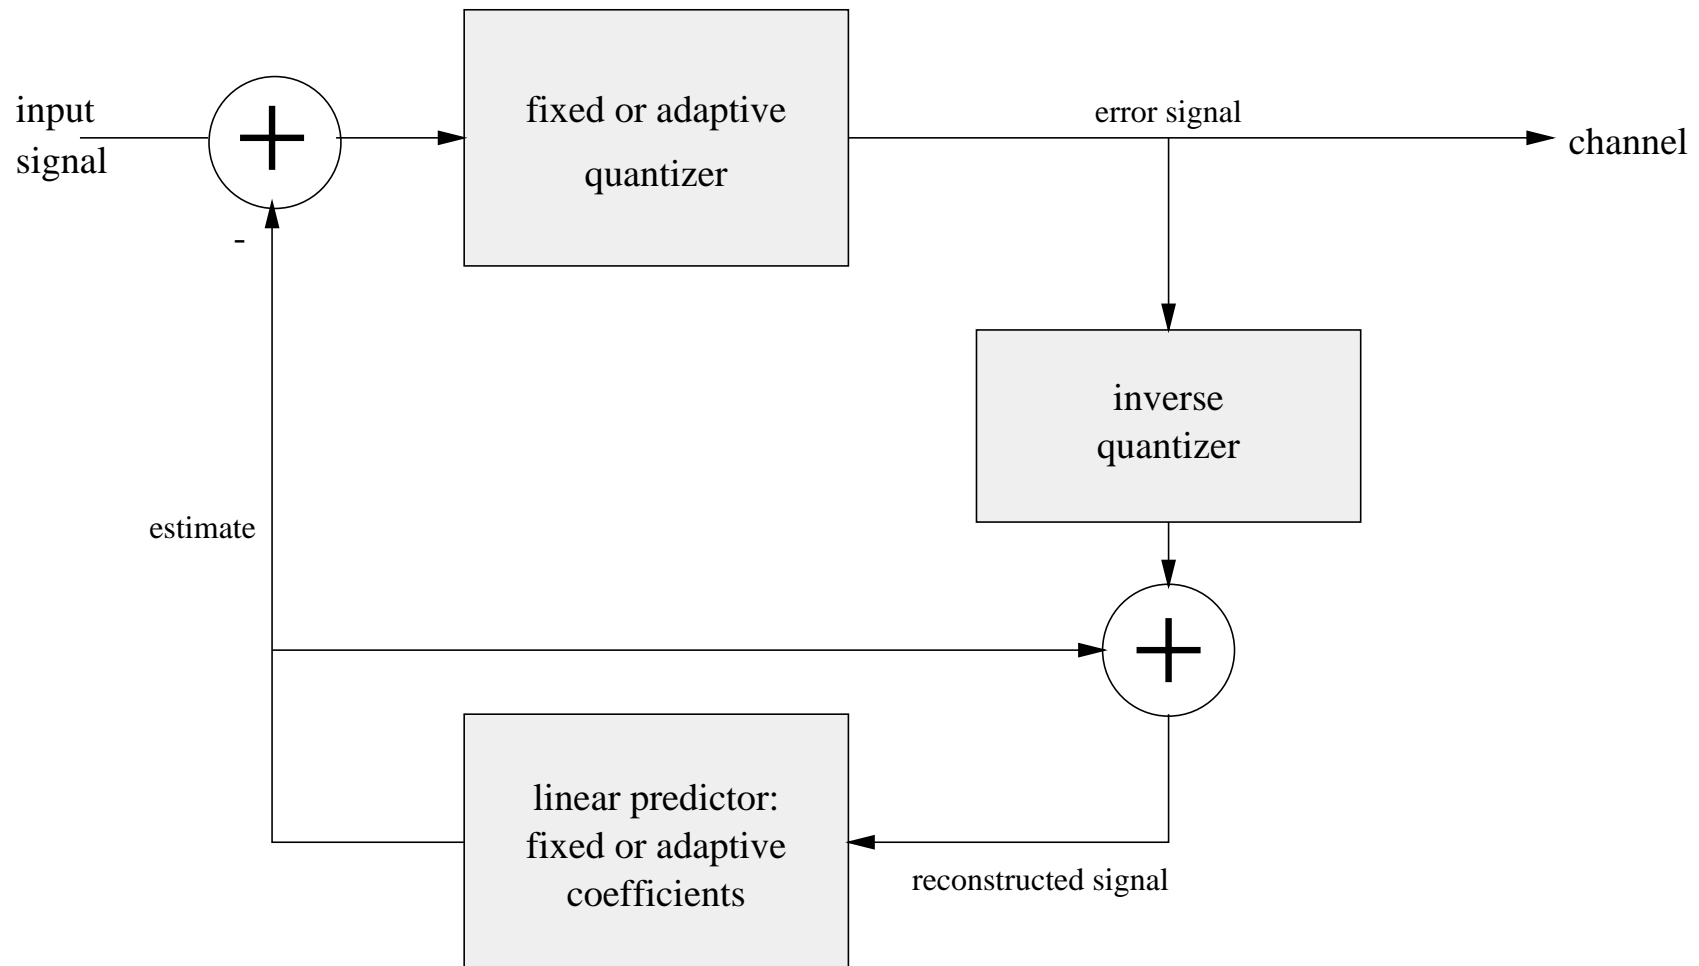 input
signal
fixed or adaptive
quantizer
error signal
channel
-
inverse
quantizer
estimate
linear predictor:
fixed or adaptive
coefficients
reconstructed signal